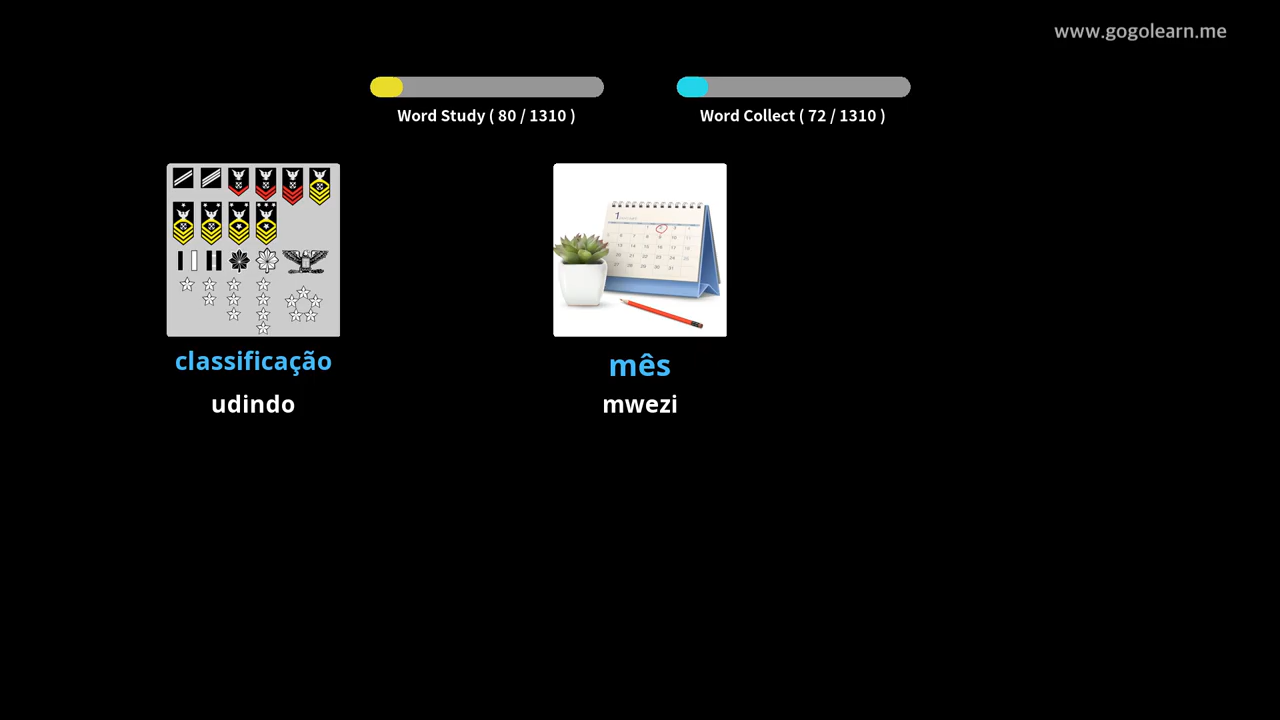 www.gogolearn.me
Word Study ( 80 / 1310 )
Word Collect ( 72 / 1310 )
classificação
mês
udindo
mwezi